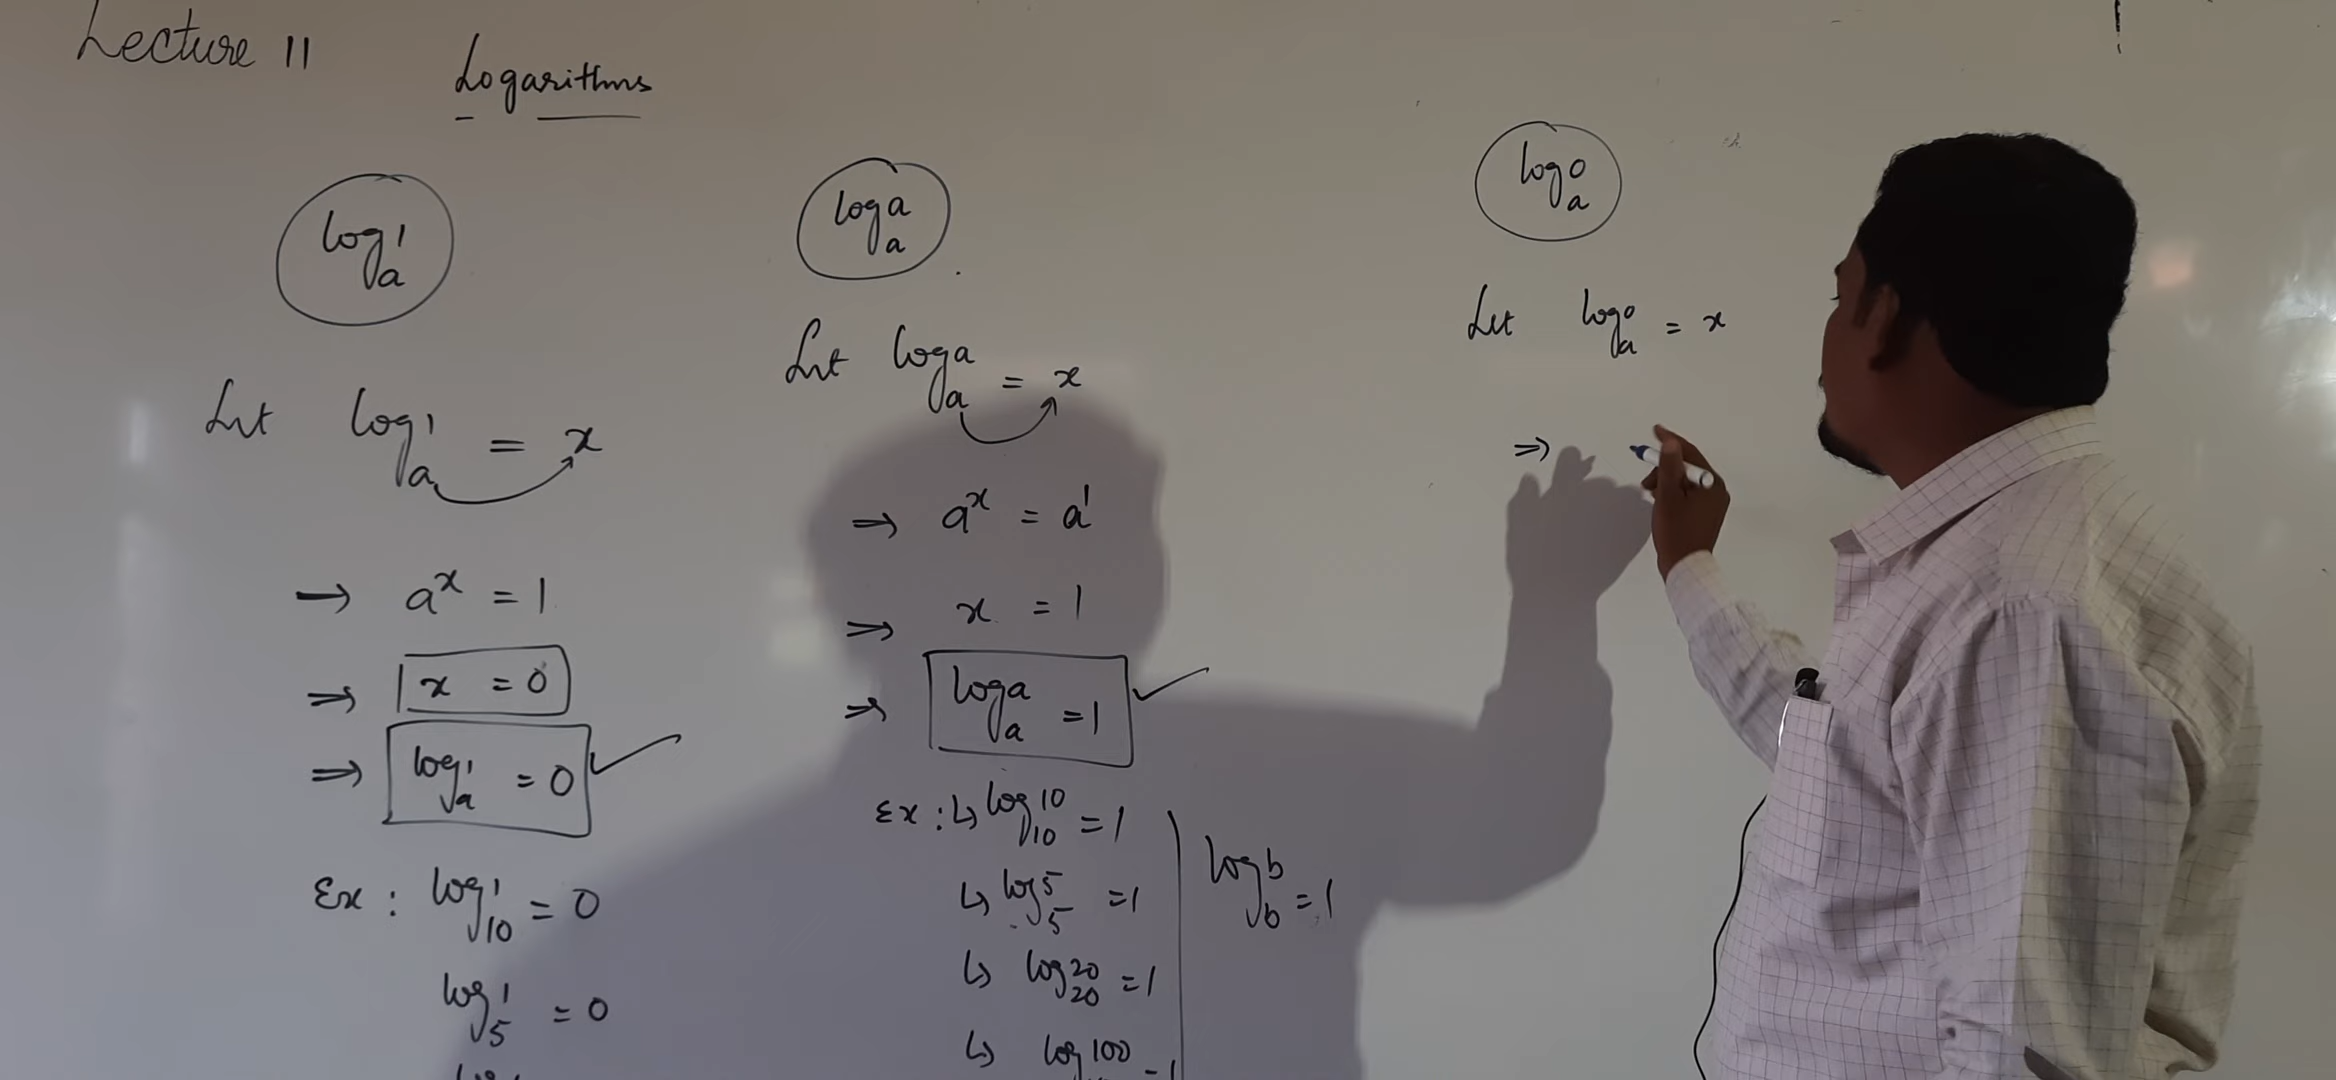 Lecture 11
Logarithms
log 1 a
Let log 1 a = x
→ a^x = 1
⇒ x = 0
⇒ log 1 a = 0 ✓
Ex : log 1 10 = 0
log 1 5 = 0
log a a
Let log a a = x
⇒ a^x = a^1
⇒ x = 1
⇒ log a a = 1 ✓
Ex : ↳ log 10 10 = 1
↳ log 5 5 = 1
↳ log 20 20 = 1
↳ log 100 = 1
log b b = 1
log 0 a
Let log 0 a = x
⇒